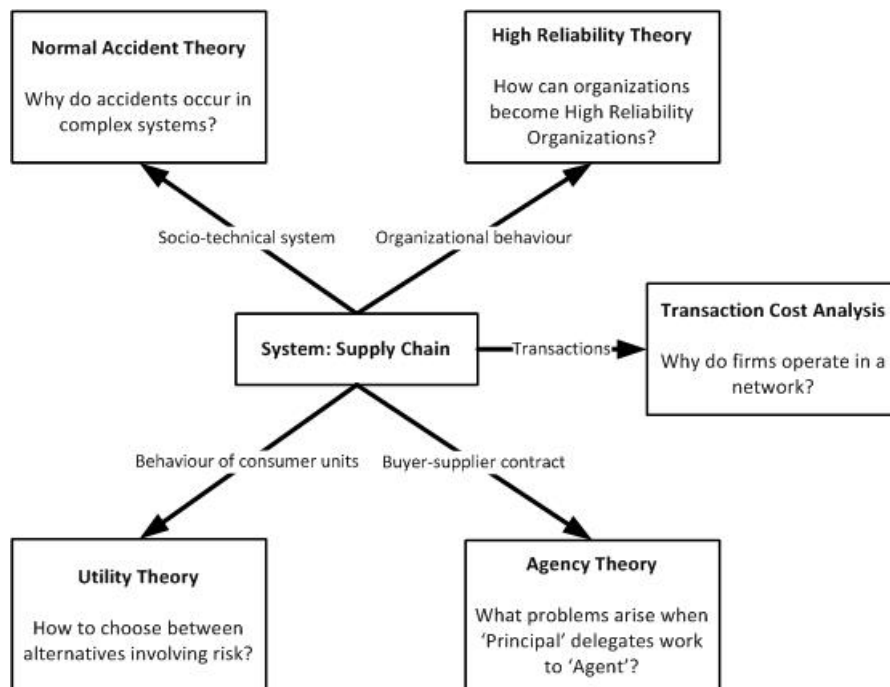 Normal Accident Theory
Why do accidents occur in
complex systems?
High Reliability Theory
How can organizations
become High Reliability
Organizations?
Socio-technical system
Organizational behaviour
System: Supply Chain
Transactions
Transaction Cost Analysis
Why do firms operate in a
network?
Behaviour of consumer units
Buyer-supplier contract
Utility Theory
How to choose between
alternatives involving risk?
Agency Theory
What problems arise when
‘Principal’ delegates work
to ‘Agent’?